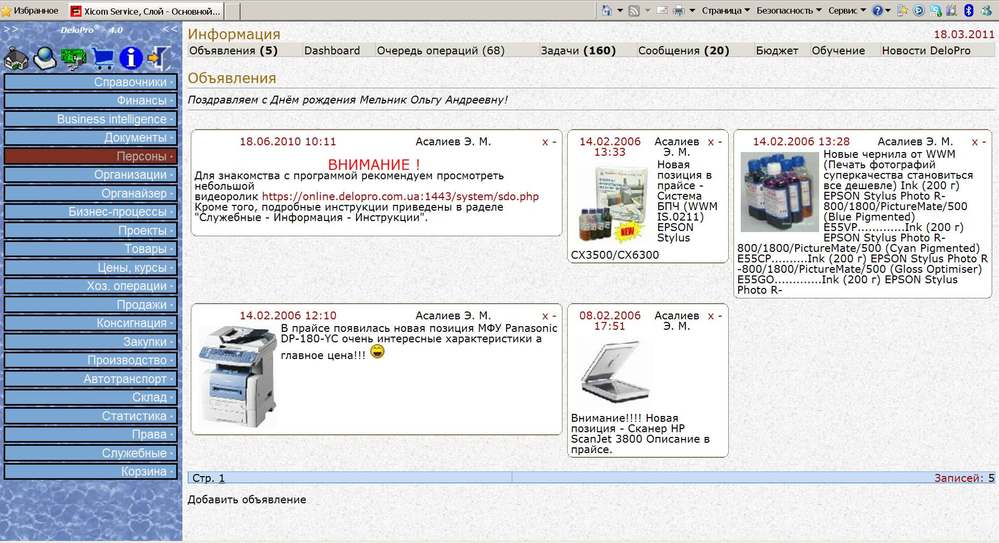 Избранное
Xicom Service, Слой - Основной...
Страница
Безопасность
Сервис
>>
DeloPro® - 4.0
<<
Справочники ·
Финансы ·
Business intelligence ·
Документы ·
Персоны ·
Организации ·
Органайзер ·
Бизнес-процессы ·
Проекты ·
Товары ·
Цены, курсы ·
Хоз. операции ·
Продажи ·
Консигнация ·
Закупки ·
Производство ·
Автотранспорт ·
Склад ·
Статистика ·
Права ·
Служебные ·
Корзина ·
Информация
18.03.2011
Объявления (5)
Dashboard
Очередь операций (68)
Задачи (160)
Сообщения (20)
Бюджет
Обучение
Новости DeloPro
Объявления
Поздравляем с Днём рождения Мельник Ольгу Андреевну!
18.06.2010 10:11 Асалиев Э. М. x -
ВНИМАНИЕ !
Для знакомства с программой рекомендуем просмотреть
небольшой
видеоролик https://online.delopro.com.ua:1443/system/sdo.php
Кроме того, подробные инструкции приведены в раделе
"Служебные - Информация - Инструкции".
14.02.2006 Асалиев x -
13:33 Э. М.
Новая
позиция в
прайсе -
Система
БПЧ (WWM
IS.0211)
EPSON
Stylus
CX3500/CX6300
NEW
14.02.2006 13:28 Асалиев Э. М. x -
Новые чернила от WWM
(Печать фотографий
суперкачества становиться
все дешевле) Ink (200 г)
EPSON Stylus Photo R-
800/1800/PictureMate/500
(Blue Pigmented)
E55VP.............Ink (200 г)
EPSON Stylus Photo R-
800/1800/PictureMate/500 (Cyan Pigmented)
E55CP..........Ink (200 г) EPSON Stylus Photo R
-800/1800/PictureMate/500 (Gloss Optimiser)
E55GO.............Ink (200 г) EPSON Stylus
Photo R-
14.02.2006 12:10 Асалиев Э. М. x -
В прайсе появилась новая позиция МФУ Panasonic
DP-180-YC очень интересные характеристики а
главное цена!!!
08.02.2006 Асалиев x -
17:51 Э. М.
Внимание!!!! Новая
позиция - Сканер HP
ScanJet 3800 Описание в
прайсе.
Стр. 1
Записей: 5
Добавить объявление